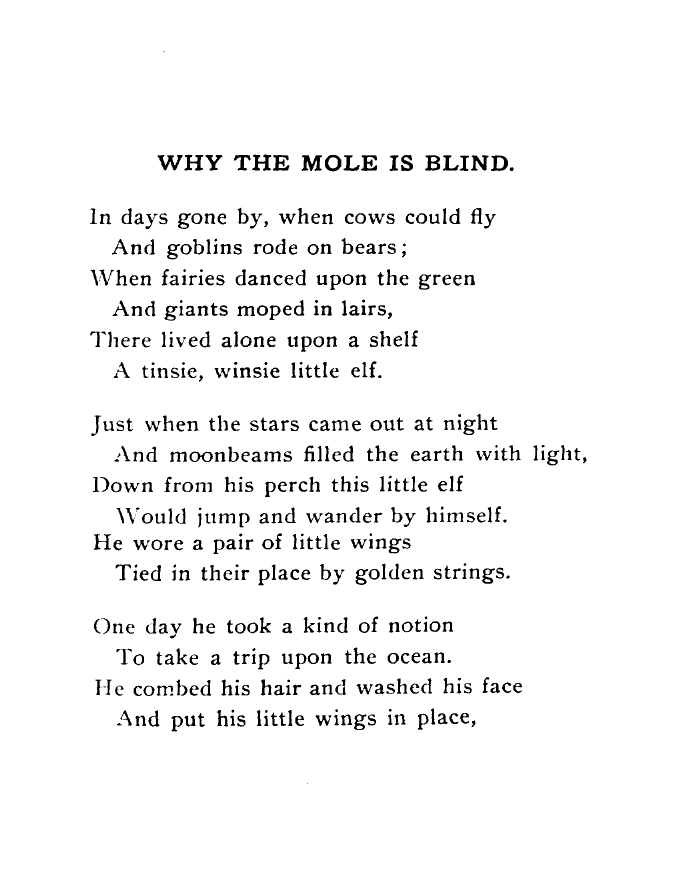 WHY THE MOLE IS BLIND.
In days gone by, when cows could fly
And goblins rode on bears;
When fairies danced upon the green
And giants moped in lairs,
There lived alone upon a shelf
A tinsie, winsie little elf.
Just when the stars came out at night
And moonbeams filled the earth with light,
Down from his perch this little elf
Would jump and wander by himself.
He wore a pair of little wings
Tied in their place by golden strings.
One day he took a kind of notion
To take a trip upon the ocean.
He combed his hair and washed his face
And put his little wings in place,